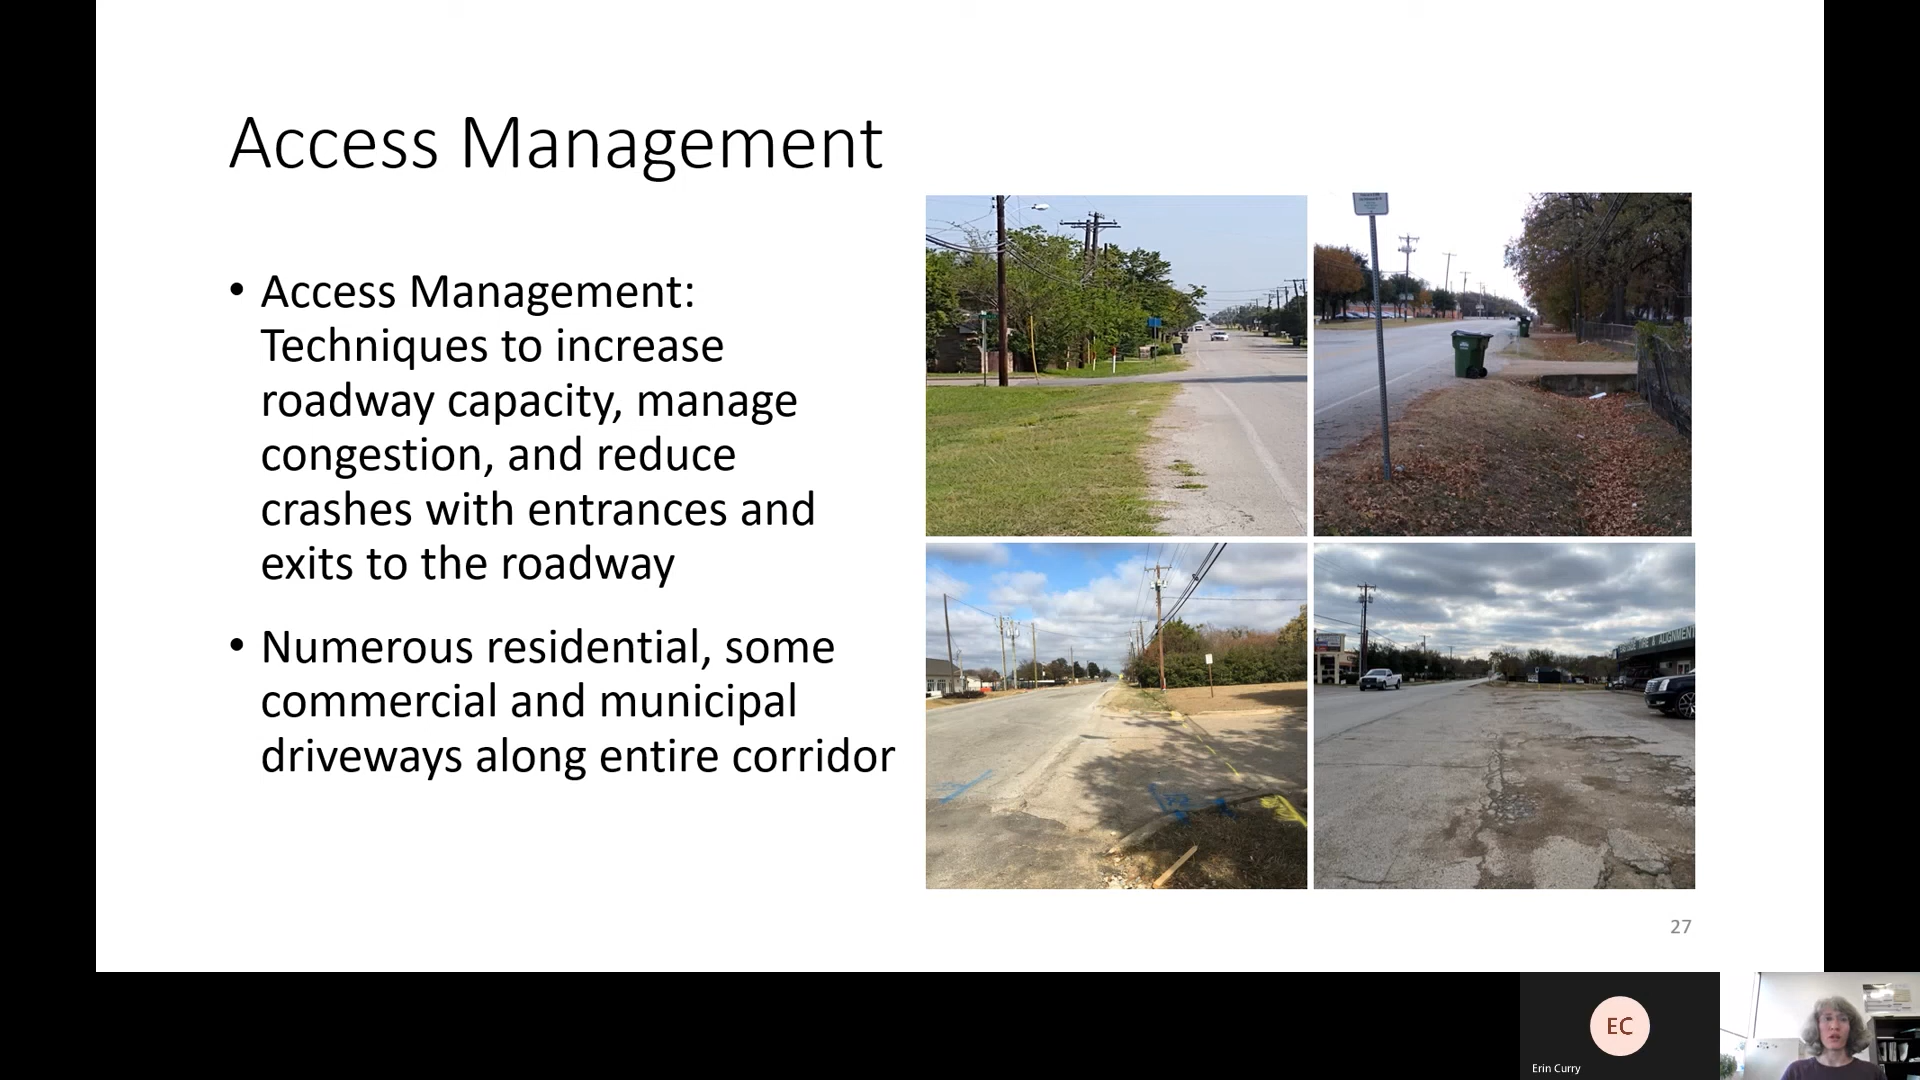 Access Management
• Access Management:
Techniques to increase
roadway capacity, manage
congestion, and reduce
crashes with entrances and
exits to the roadway
• Numerous residential, some
commercial and municipal
driveways along entire corridor
& ALIGNMENT
27
EC
Erin Curry